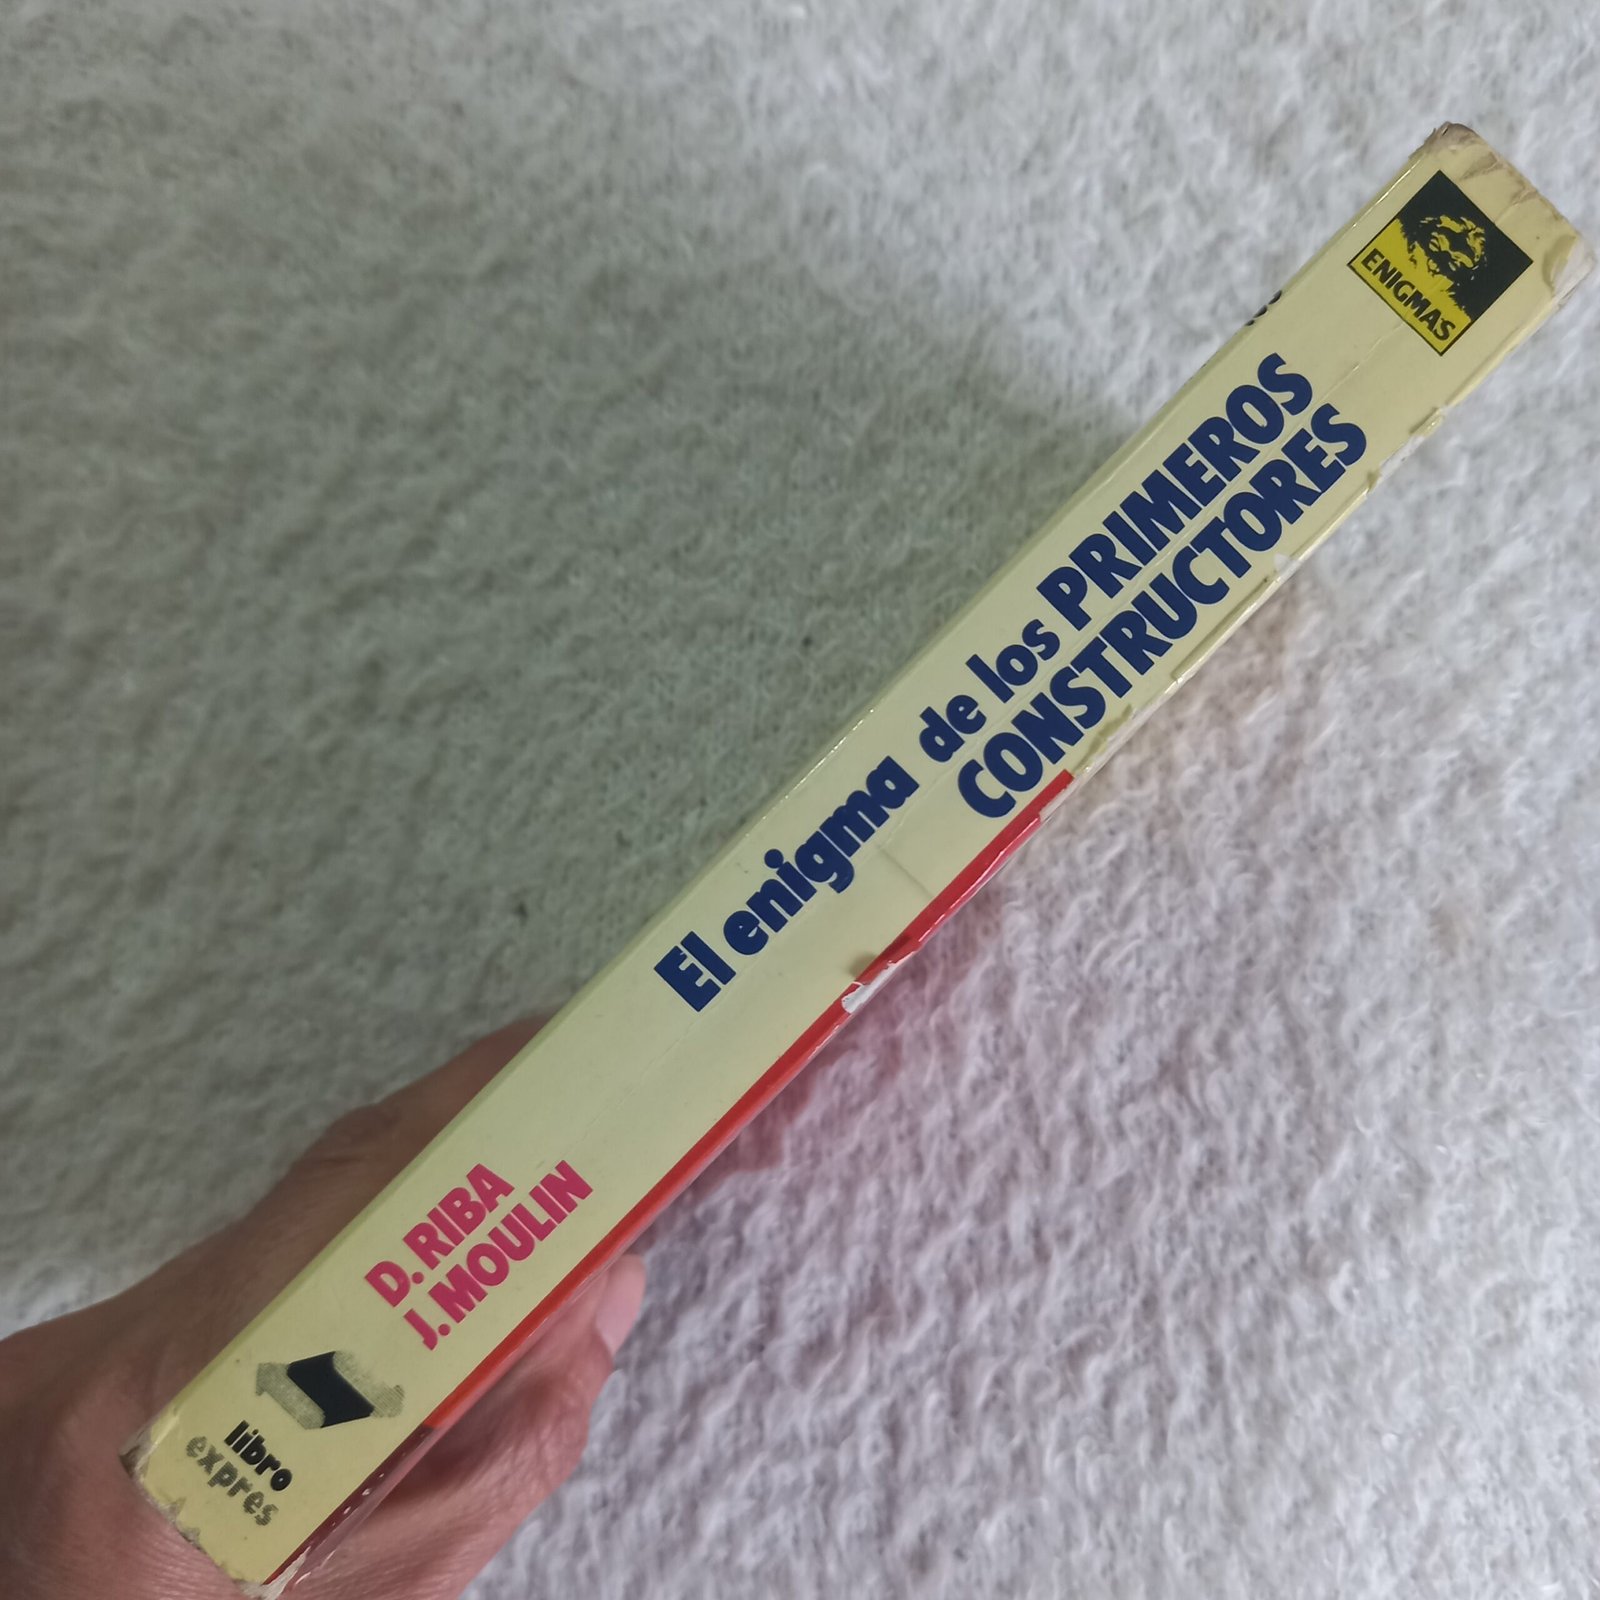 ENIGMAS
El enigma de los PRIMEROS
CONSTRUCTORES
D. RIBA
J. MOULIN
libro
expres